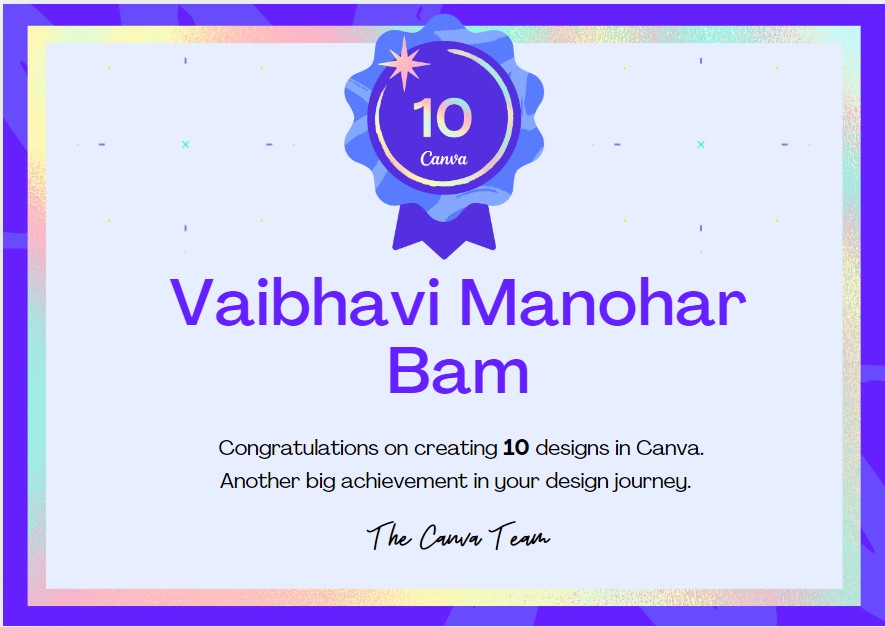 10
Canva
Vaibhavi Manohar
Bam
Congratulations on creating 10 designs in Canva.
Another big achievement in your design journey.
The Canva Team